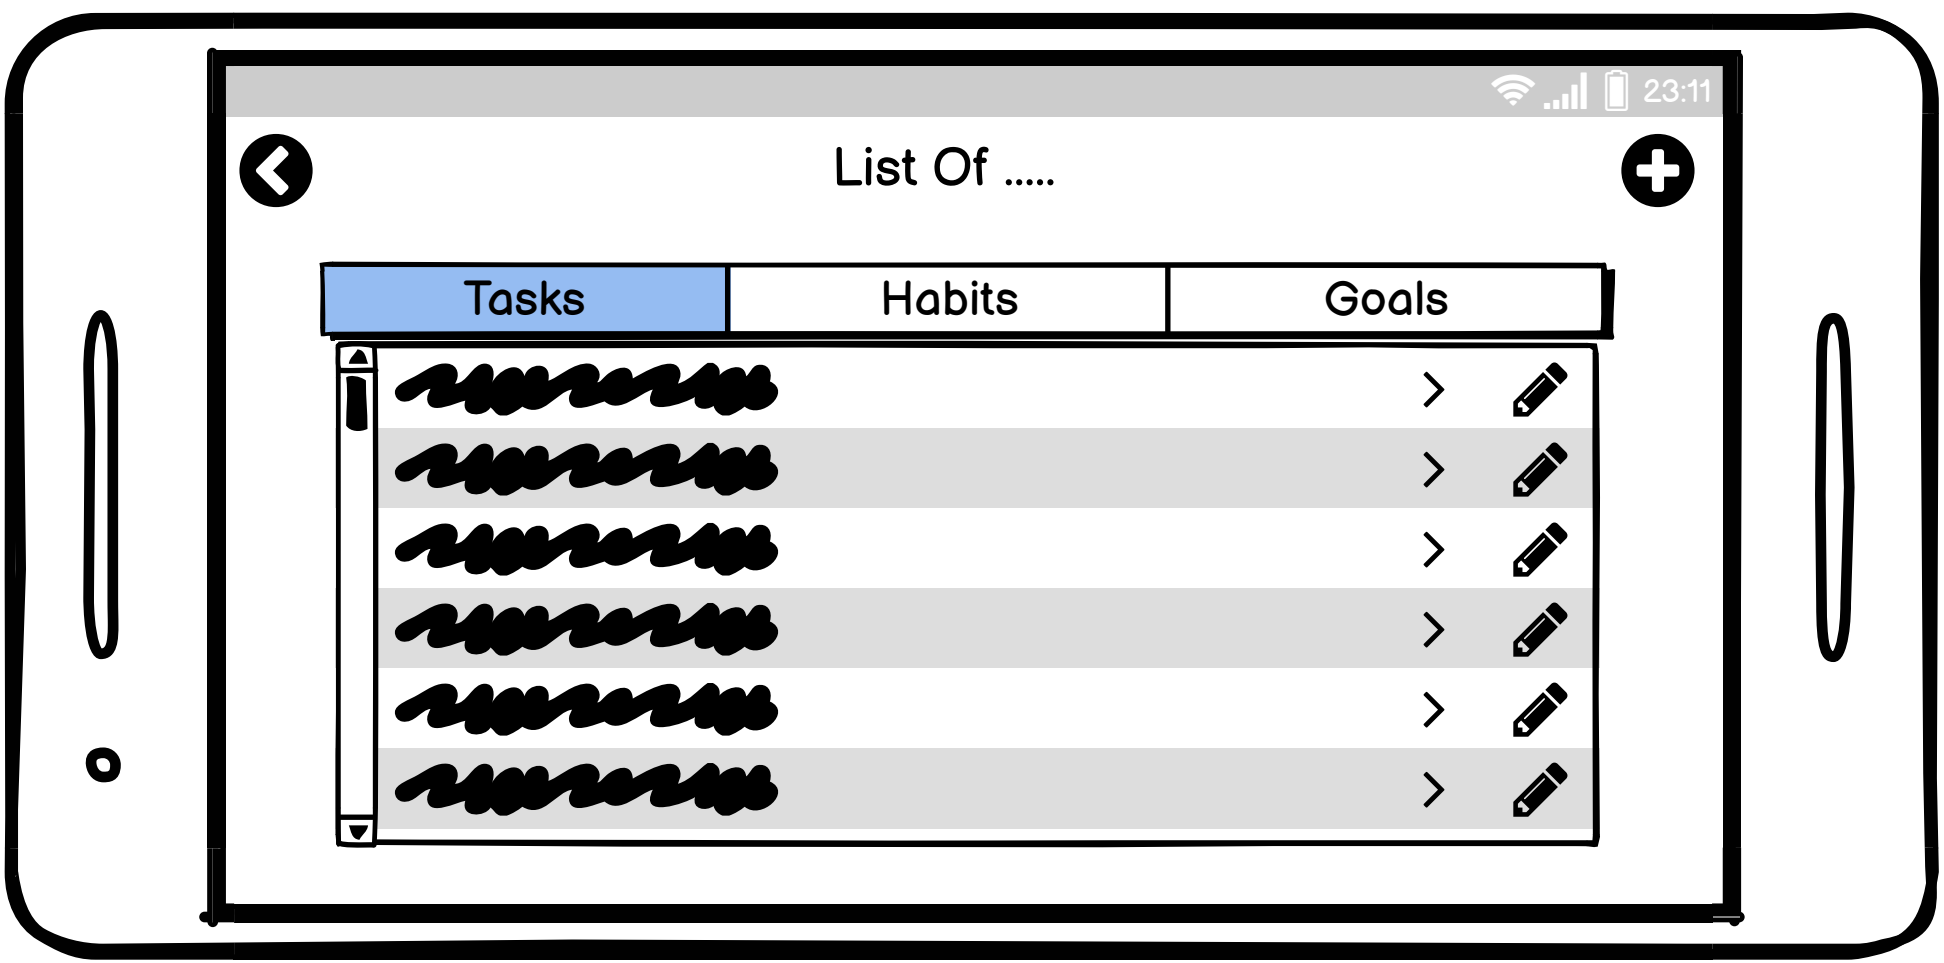 23:11
List Of .....
Tasks Habits Goals